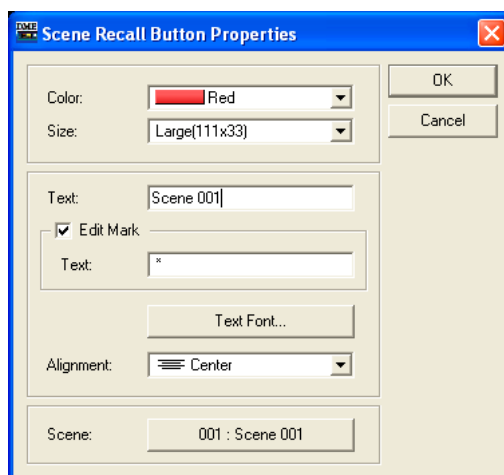 DME
Scene Recall Button Properties
OK
Cancel
Color: Red
Size: Large(111x33)
Text: Scene 001
Edit Mark
Text: *
Text Font...
Alignment: Center
Scene: 001 : Scene 001